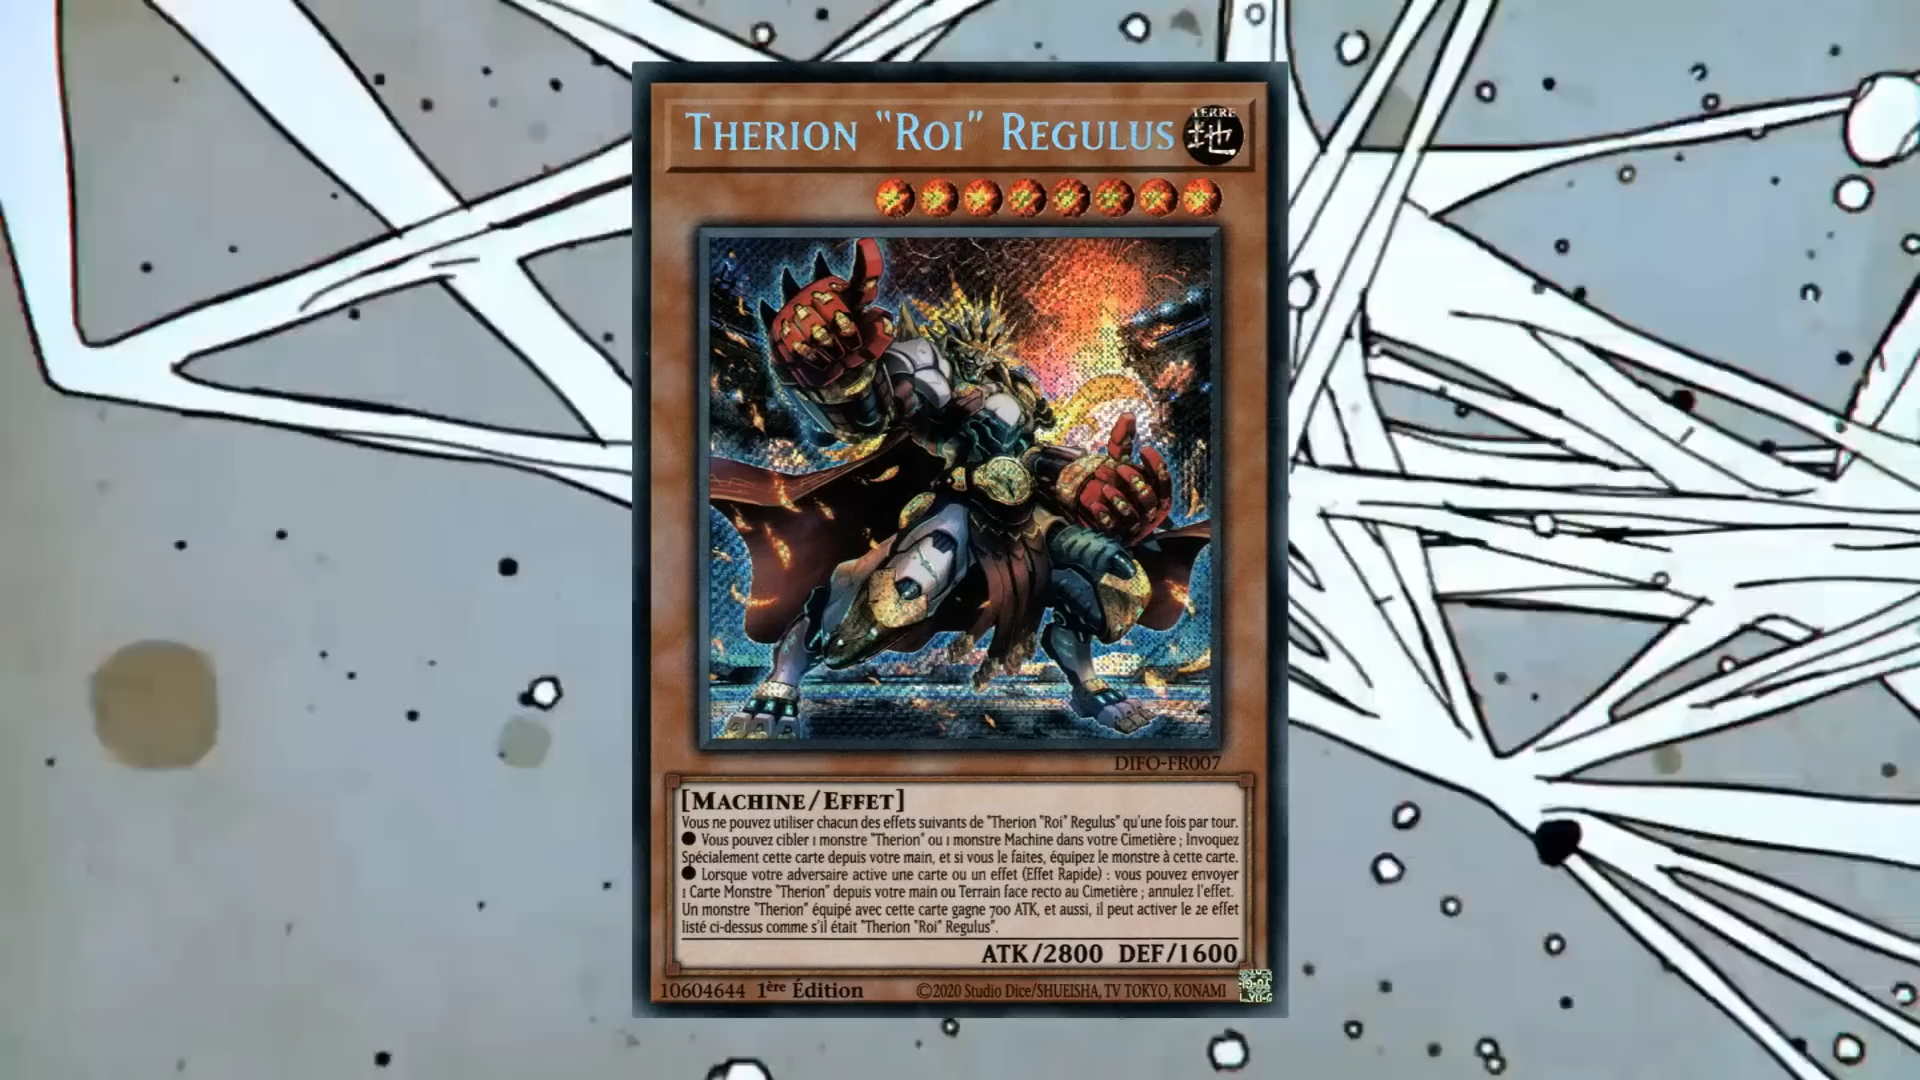 THERION "ROI" REGULUS
TERRE
地
DIFO-FR007
[MACHINE/EFFET]
Vous ne pouvez utiliser chacun des effets suivants de "Therion "Roi" Regulus" qu'une fois par tour.
● Vous pouvez cibler 1 monstre "Therion" ou 1 monstre Machine dans votre Cimetière ; Invoquez
Spécialement cette carte depuis votre main, et si vous le faites, équipez le monstre à cette carte.
● Lorsque votre adversaire active une carte ou un effet (Effet Rapide) : vous pouvez envoyer
1 Carte Monstre "Therion" depuis votre main ou Terrain face recto au Cimetière ; annulez l'effet.
Un monstre "Therion" équipé avec cette carte gagne 700 ATK, et aussi, il peut activer le 2e effet
listé ci-dessus comme s'il était "Therion "Roi" Regulus".
ATK/2800 DEF/1600
10604644 1ère Édition ©2020 Studio Dice/SHUEISHA, TV TOKYO, KONAMI